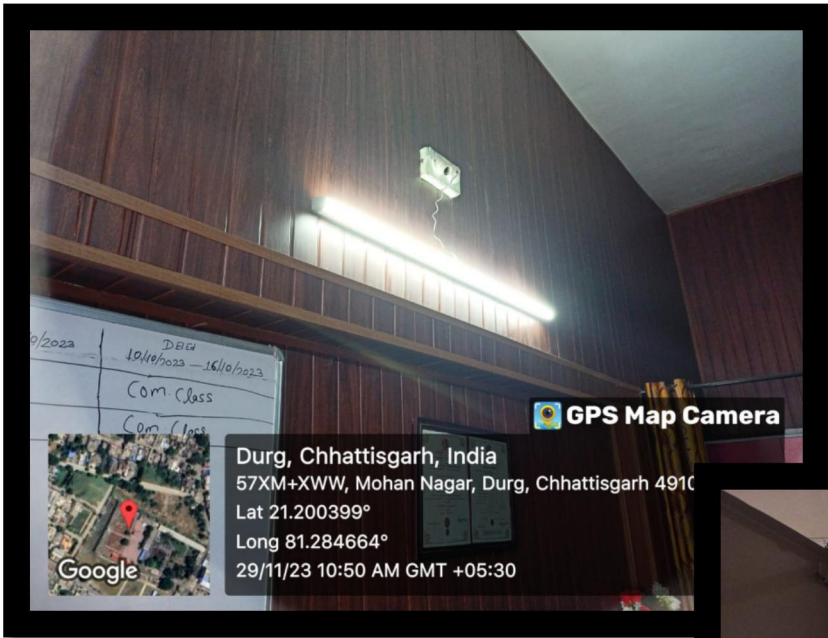 0/2023
DBEI
10/10/2023 — 16/10/2023
Com. Class
Com. Class
GPS Map Camera
Durg, Chhattisgarh, India
57XM+XWW, Mohan Nagar, Durg, Chhattisgarh 4910
Lat 21.200399°
Long 81.284664°
29/11/23 10:50 AM GMT +05:30
Google